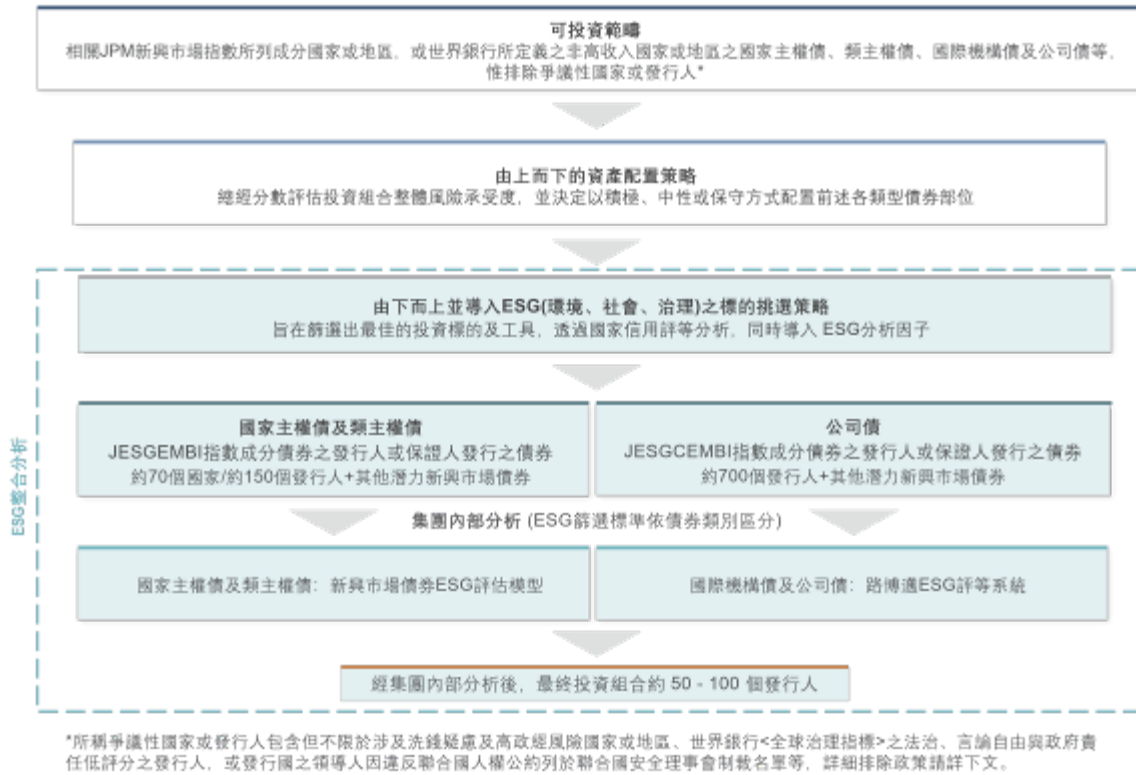 可投資範疇
相關JPM新興市場指數所列成分國家或地區，或世界銀行所定義之非高收入國家或地區之國家主權債、類主權債、國際機構債及公司債等，
惟排除爭議性國家或發行人*
由上而下的資產配置策略
總經分數評估投資組合整體風險承受度，並決定以積極、中性或保守方式配置前述各類型債券部位
由下而上並導入ESG(環境、社會、治理)之標的挑選策略
旨在篩選出最佳的投資標的及工具，透過國家信用評等分析，同時導入 ESG分析因子
ESG整合分析
國家主權債及類主權債
JESGEMBI指數成分債券之發行人或保證人發行之債券
約70個國家/約150個發行人+其他潛力新興市場債券
公司債
JESGCEMBI指數成分債券之發行人或保證人發行之債券
約700個發行人+其他潛力新興市場債券
集團內部分析 (ESG篩選標準依債券類別區分)
國家主權債及類主權債：新興市場債券ESG評估模型
國際機構債及公司債：路博邁ESG評等系統
經集團內部分析後，最終投資組合約 50 - 100 個發行人
*所稱爭議性國家或發行人包含但不限於涉及洗錢疑慮及高政經風險國家或地區、世界銀行<全球治理指標>之法治、言論自由與政府責
任低評分之發行人，或發行國之領導人因違反聯合國人權公約列於聯合國安全理事會制裁名單等，詳細排除政策請詳下文。